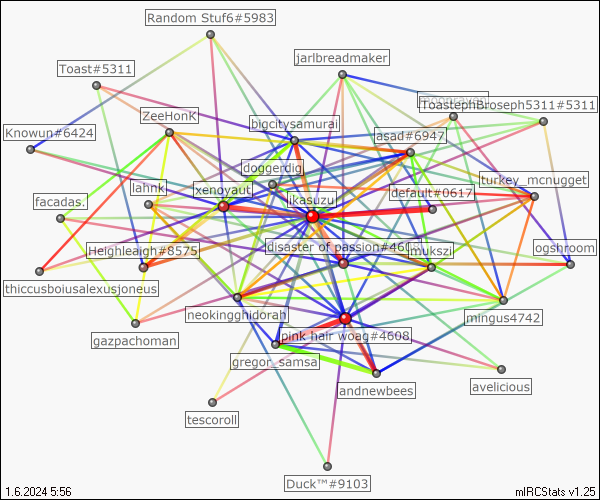 Random Stuf6#5983
jarlbreadmaker
Toast#5311
ToastephBroseph5311#5311
ZeeHonK
bigcitysamurai
Knowun#6424
asad#6947
doggerdig
turkey_mcnugget
lahnk
xenoyaut
default#0617
facadas.
ikasuzu
Heighleaigh#8575
disaster of passion#4608
mukszi
ogshroom
thiccusboiusalexusjoneus
neokingghidorah
mingus4742
gazpachoman
pink hair woag#4608
gregor_samsa
andnewbees
avelicious
tescoroll
Duck™#9103
1.6.2024 5:56
mIRCStats v1.25